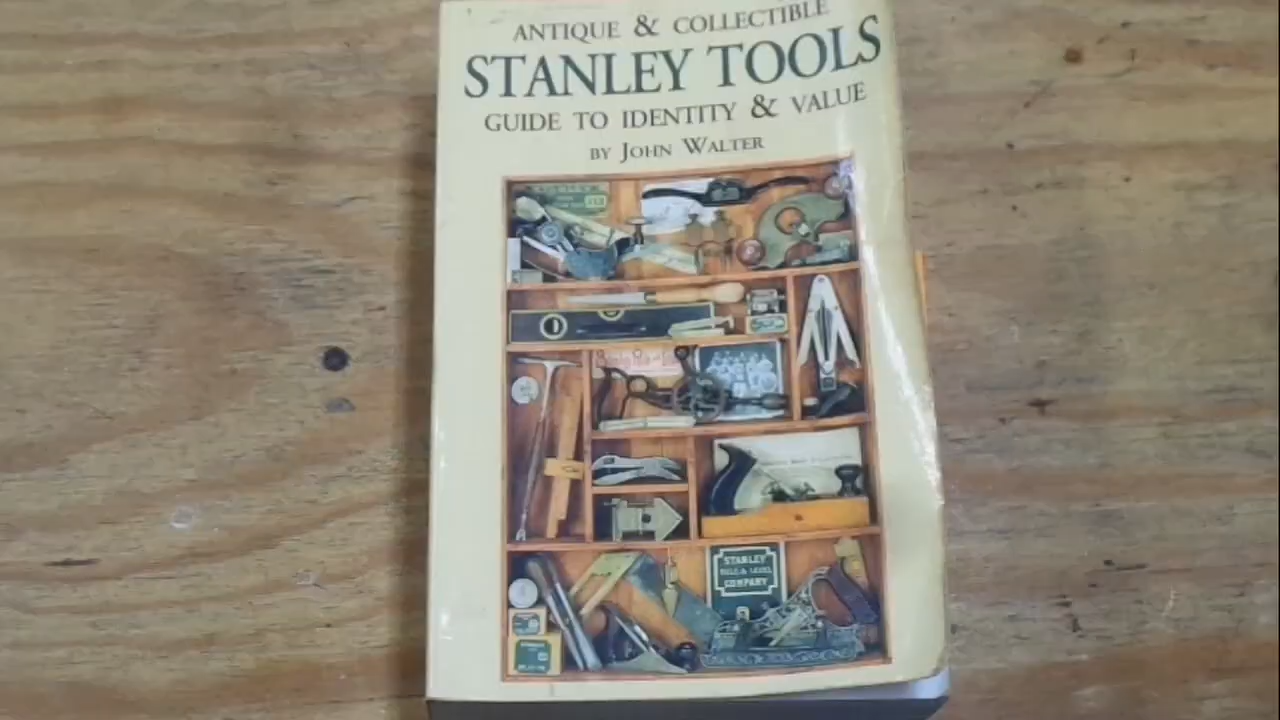 ANTIQUE & COLLECTIBLE
STANLEY TOOLS
GUIDE TO IDENTITY & VALUE
BY JOHN WALTER
STANLEY
RULE & LEVEL
COMPANY